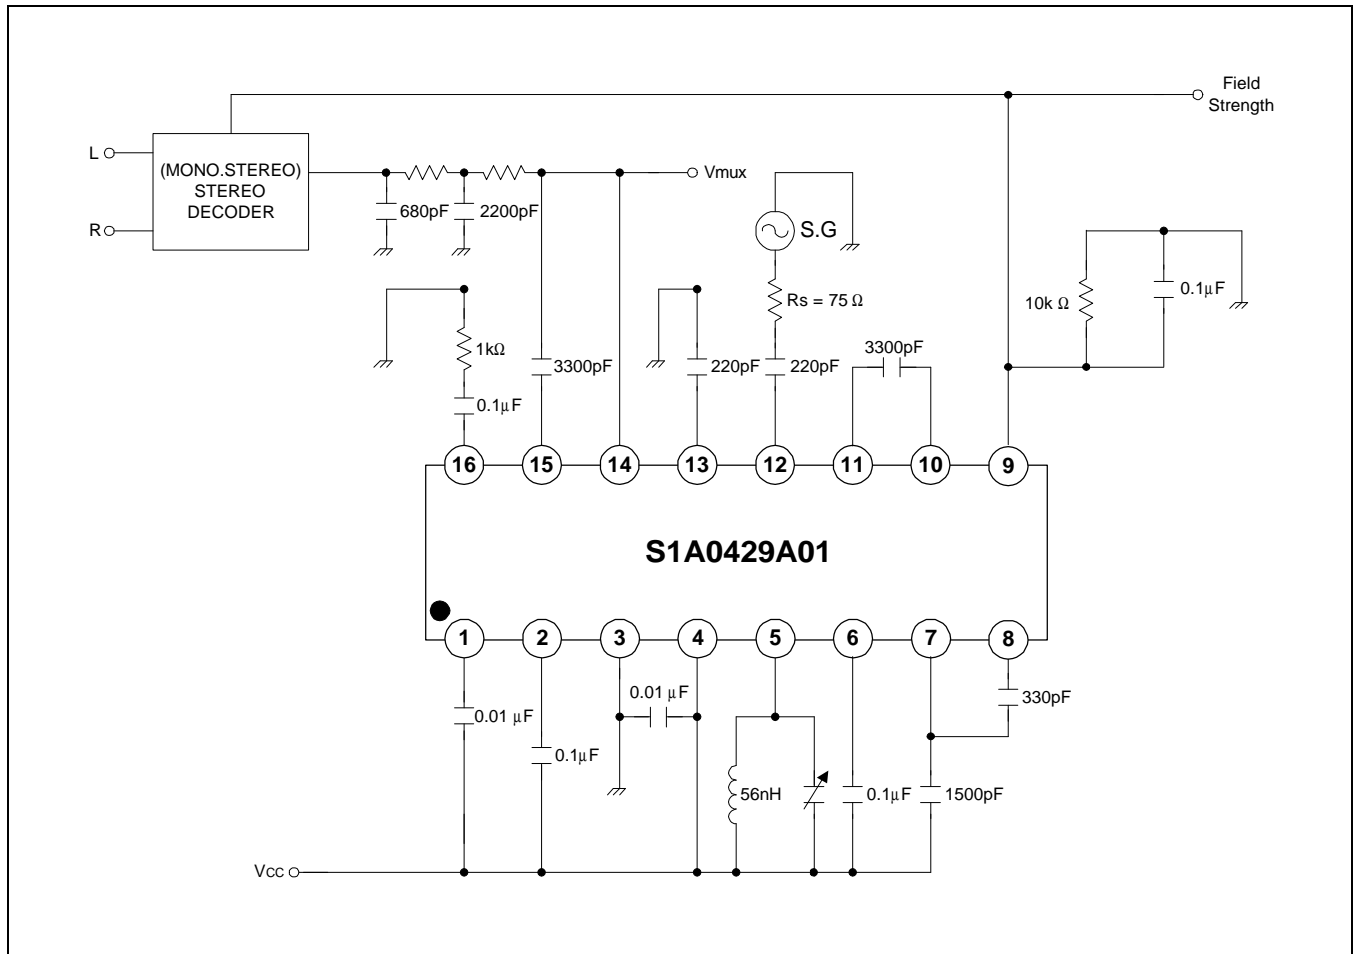 Field
Strength
L
(MONO.STEREO)
STEREO
DECODER
R
Vmux
680pF
2200pF
S.G
Rs = 75 Ω
10k Ω
0.1μF
1kΩ
0.1μF
3300pF
220pF
220pF
3300pF
16
15
14
13
12
11
10
9
S1A0429A01
1
2
3
4
5
6
7
8
0.01 μF
0.1μF
0.01 μF
56nH
0.1μF
1500pF
330pF
Vcc